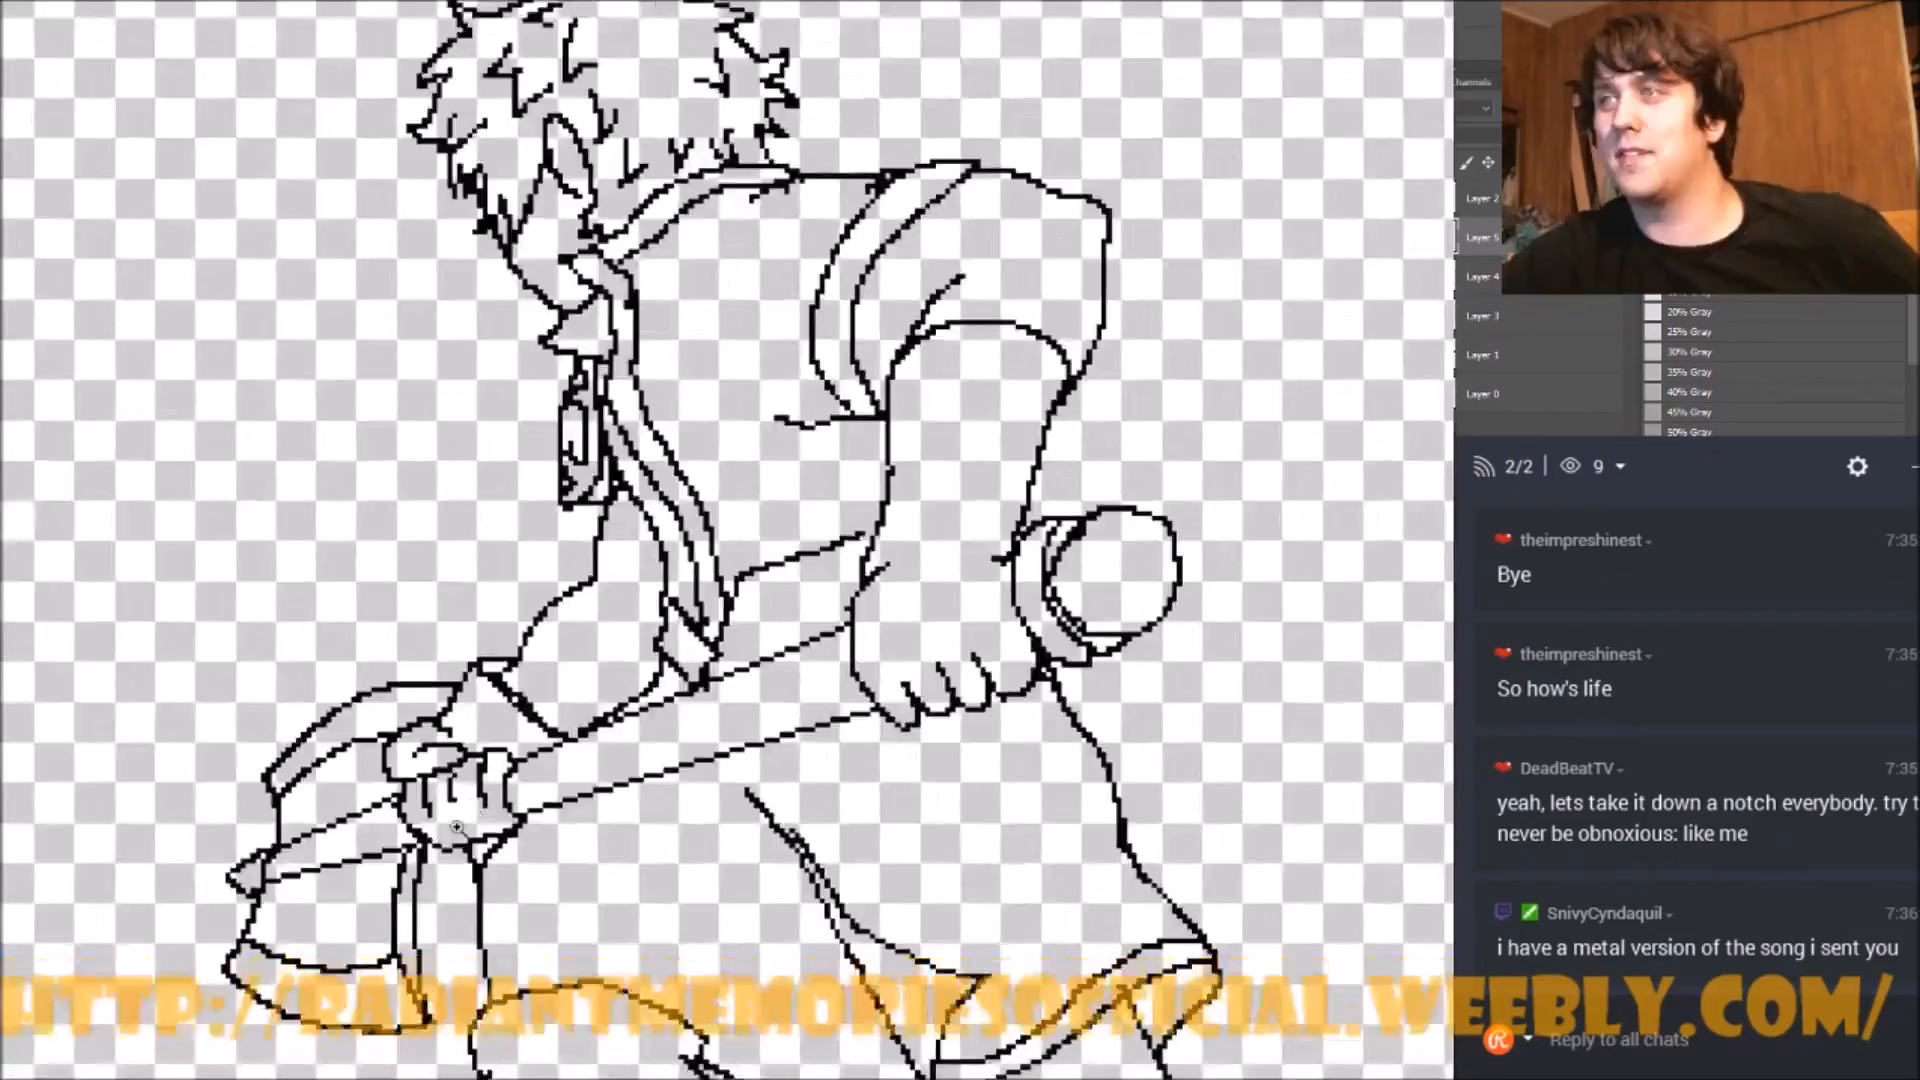 hannels
Layer 2
Layer 5
Layer 4
Layer 3
Layer 1
Layer 0
20% Gray
25% Gray
30% Gray
35% Gray
40% Gray
45% Gray
50% Gray
2/2 9
theimpreshinest 7:35
Bye
theimpreshinest 7:35
So how's life
DeadBeatTV 7:35
yeah, lets take it down a notch everybody. try t
never be obnoxious: like me
SnivyCyndaquil 7:36
i have a metal version of the song i sent you
HTTP://RADIANTMEMORIESOFFICIAL.WEEBLY.COM/
Reply to all chats